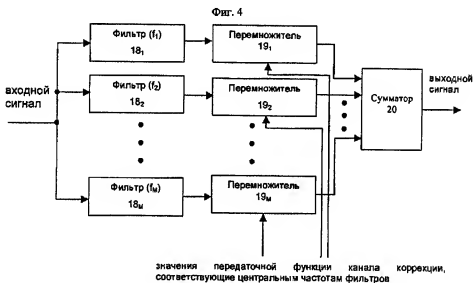 Фиг. 4
Фильтр (f1)
18₁
Перемножитель
19₁
Фильтр (f2)
18₂
Перемножитель
19₂
входной
сигнал
Сумматор
20
выходной
сигнал
Фильтр (fM)
18M
Перемножитель
19M
значения передаточной функции канала коррекции,
соответствующие центральным частотам фильтров